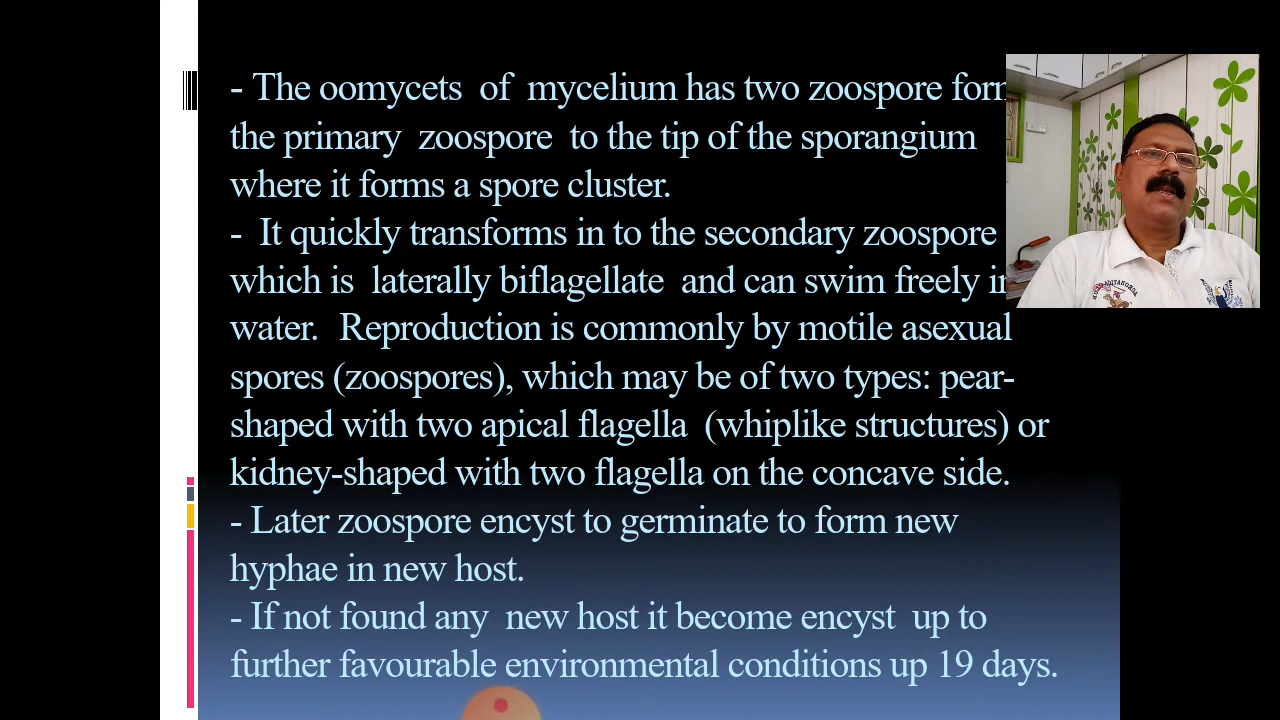 - The oomycets of mycelium has two zoospore form
the primary zoospore to the tip of the sporangium
where it forms a spore cluster.
- It quickly transforms in to the secondary zoospore
which is laterally biflagellate and can swim freely in
water. Reproduction is commonly by motile asexual
spores (zoospores), which may be of two types: pear-
shaped with two apical flagella (whiplike structures) or
kidney-shaped with two flagella on the concave side.
- Later zoospore encyst to germinate to form new
hyphae in new host.
- If not found any new host it become encyst up to
further favourable environmental conditions up 19 days.